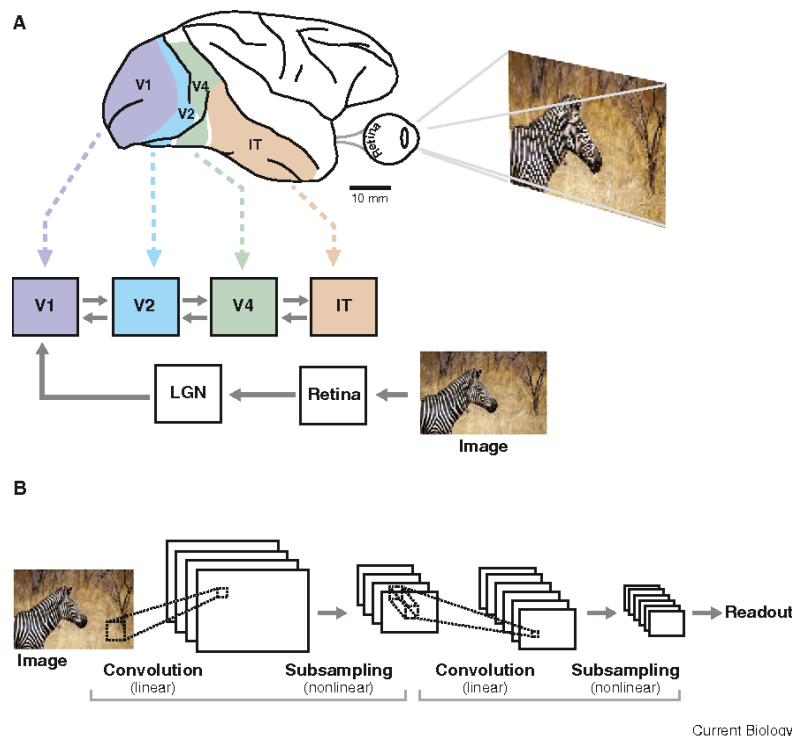 A
V1
V4
V2
IT
Retina
10 mm
V1
V2
V4
IT
LGN
Retina
Image
B
Image
Readout
Convolution
(linear)
Subsampling
(nonlinear)
Convolution
(linear)
Subsampling
(nonlinear)
Current Biology